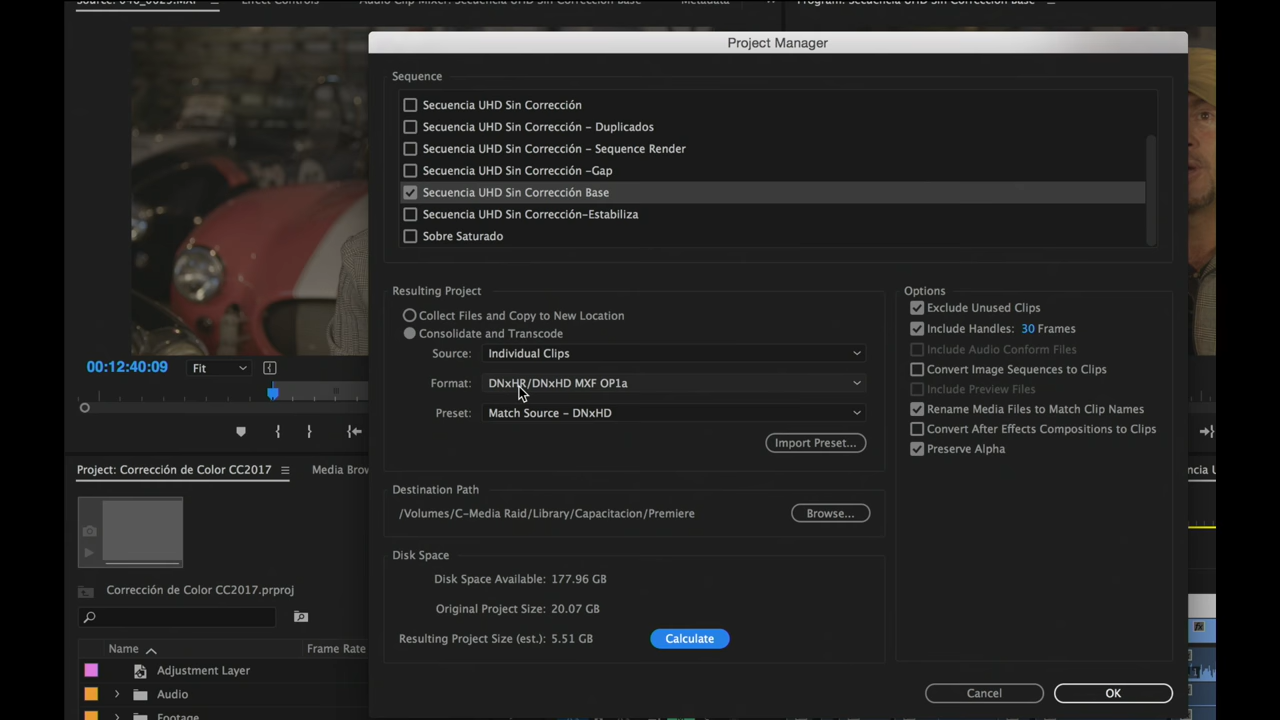 Project Manager
Sequence
Secuencia UHD Sin Corrección
Secuencia UHD Sin Corrección – Duplicados
Secuencia UHD Sin Corrección – Sequence Render
Secuencia UHD Sin Corrección –Gap
Secuencia UHD Sin Corrección Base
Secuencia UHD Sin Corrección–Estabiliza
Sobre Saturado
Resulting Project
Collect Files and Copy to New Location
Consolidate and Transcode
Source: Individual Clips
Format: DNxHR/DNxHD MXF OP1a
Preset: Match Source – DNxHD
Import Preset...
Options
Exclude Unused Clips
Include Handles: 30 Frames
Include Audio Conform Files
Convert Image Sequences to Clips
Include Preview Files
Rename Media Files to Match Clip Names
Convert After Effects Compositions to Clips
Preserve Alpha
Destination Path
/Volumes/C-Media Raid/Library/Capacitacion/Premiere
Browse...
Disk Space
Disk Space Available: 177.96 GB
Original Project Size: 20.07 GB
Resulting Project Size (est.): 5.51 GB
Calculate
Cancel
OK
00:12:40:09
Fit
Project: Corrección de Color CC2017
Media Brow
Corrección de Color CC2017.prproj
Name
Frame Rate
Adjustment Layer
Audio
Footage